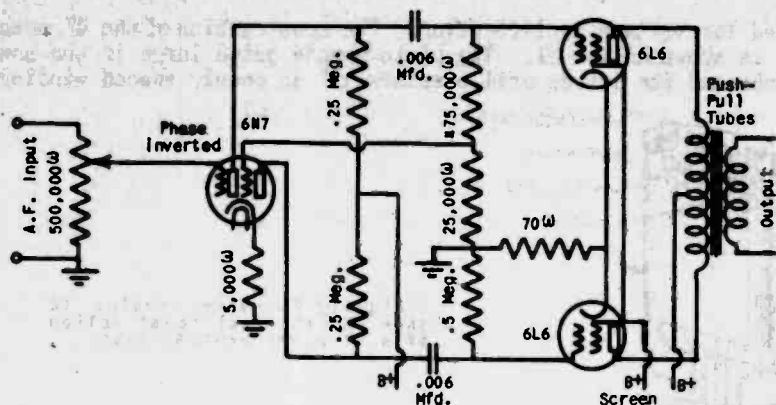 .006
Mfd.
6L6
.25 Meg.
475,000ω
Push-
Pull
Tubes
Phase
Inverted
6N7
A.F. Input
500,000ω
25,000ω
70ω
Output
5,000ω
.25 Meg.
.5 Meg.
6L6
B+
.006
Mfd.
B+
B+
Screen